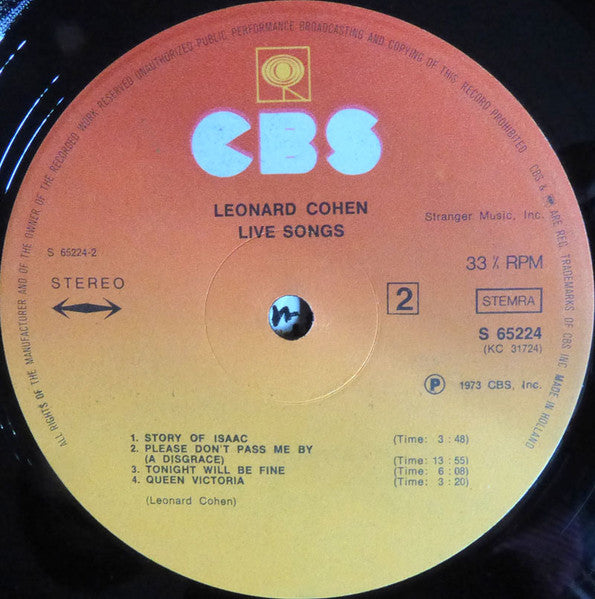 ALL RIGHTS OF THE MANUFACTURER AND OF THE OWNER OF THE RECORDED WORK RESERVED UNAUTHORIZED PUBLIC PERFORMANCE BROADCASTING AND COPYING OF THIS RECORD PROHIBITED CBS & ARE REG. TRADEMARKS OF CBS INC MADE IN HOLLAND
CBS
LEONARD COHEN
LIVE SONGS
Stranger Music, Inc.
S 65224-2
STEREO
33⅓ RPM
2
STEMRA
S 65224
(KC 31724)
Ⓟ 1973 CBS, Inc.
1. STORY OF ISAAC (Time: 3:48)
2. PLEASE DON'T PASS ME BY
(A DISGRACE) (Time: 13:55)
3. TONIGHT WILL BE FINE (Time: 6:08)
4. QUEEN VICTORIA (Time: 3:20)
(Leonard Cohen)